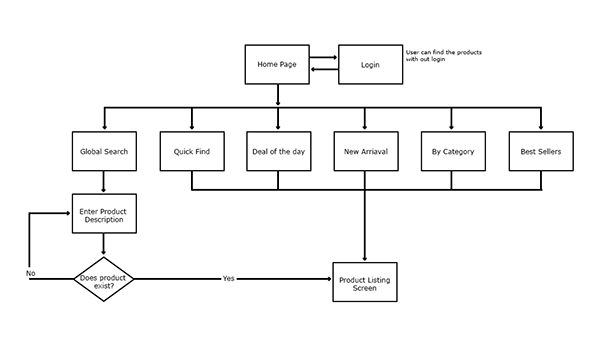 Home Page
Login
User can find the products
with out login
Global Search
Quick Find
Deal of the day
New Arriaval
By Category
Best Sellers
Enter Product
Description
Does product
exist?
No
Yes
Product Listing
Screen